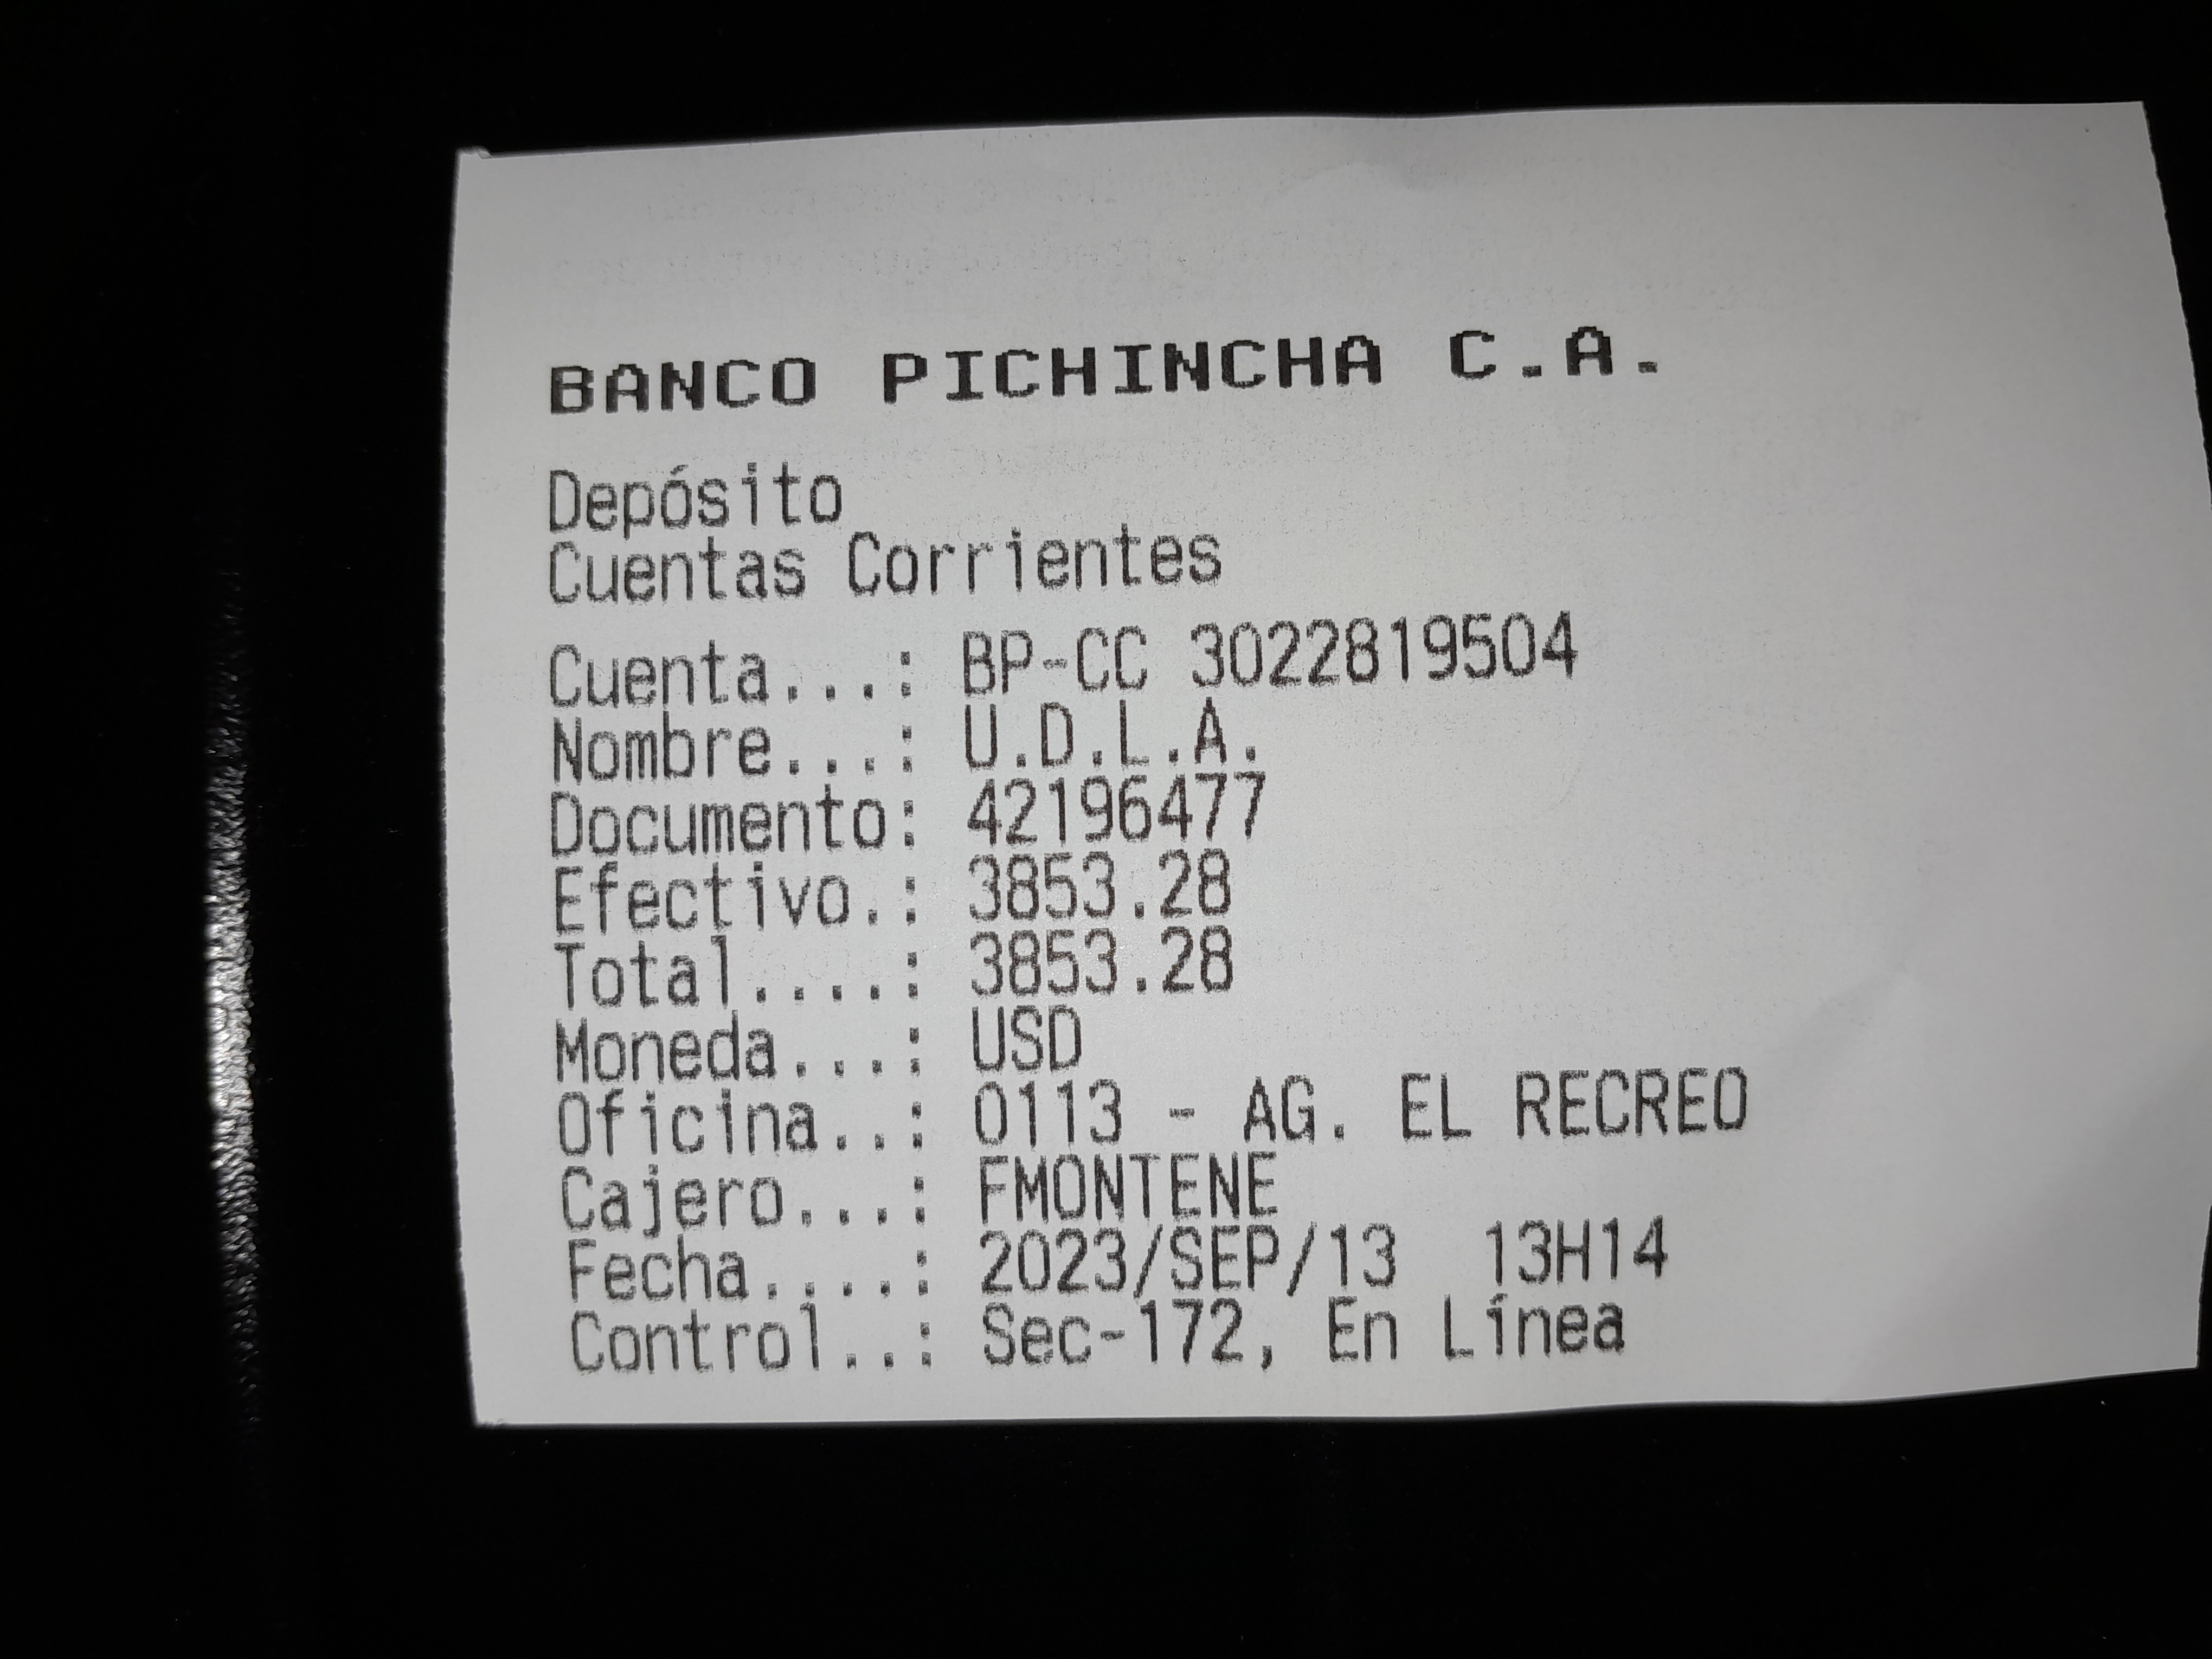 BANCO PICHINCHA C.A.
Depósito
Cuentas Corrientes
Cuenta...: BP-CC 3022819504
Nombre...: U.D.L.A.
Documento: 42196477
Efectivo.: 3853.28
Total....: 3853.28
Moneda...: USD
Oficina..: 0113 - AG. EL RECREO
Cajero...: FMONTENE
Fecha....: 2023/SEP/13  13H14
Control..: Sec-172, En Línea